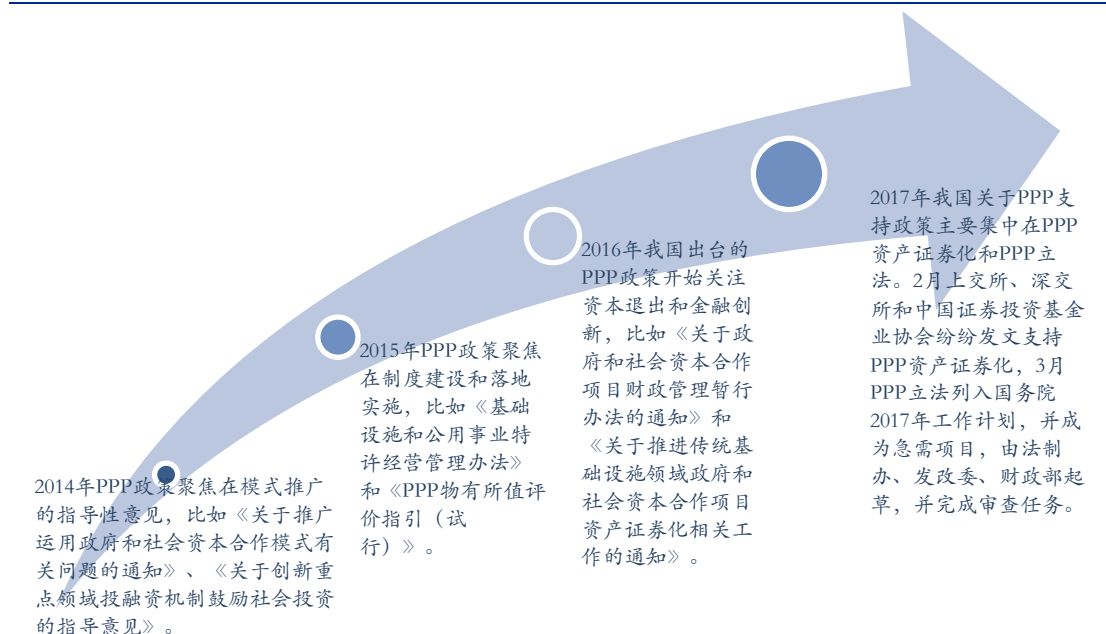 2014年PPP政策聚焦在模式推广
的指导性意见，比如《关于推广
运用政府和社会资本合作模式有
关问题的通知》、《关于创新重
点领域投融资机制鼓励社会投资
的指导意见》。
2015年PPP政策聚焦
在制度建设和落地
实施，比如《基础
设施和公用事业特
许经营管理办法》
和《PPP物有所值评
价指引（试
行）》。
2016年我国出台的
PPP政策开始关注
资本退出和金融创
新，比如《关于政
府和社会资本合作
项目财政管理暂行
办法的通知》和
《关于推进传统基
础设施领域政府和
社会资本合作项目
资产证券化相关工
作的通知》。
2017年我国关于PPP支
持政策主要集中在PPP
资产证券化和PPP立
法。2月上交所、深交
所和中国证券投资基金
业协会纷纷发文支持
PPP资产证券化，3月
PPP立法列入国务院
2017年工作计划，并成
为急需项目，由法制
办、发改委、财政部起
草，并完成审查任务。